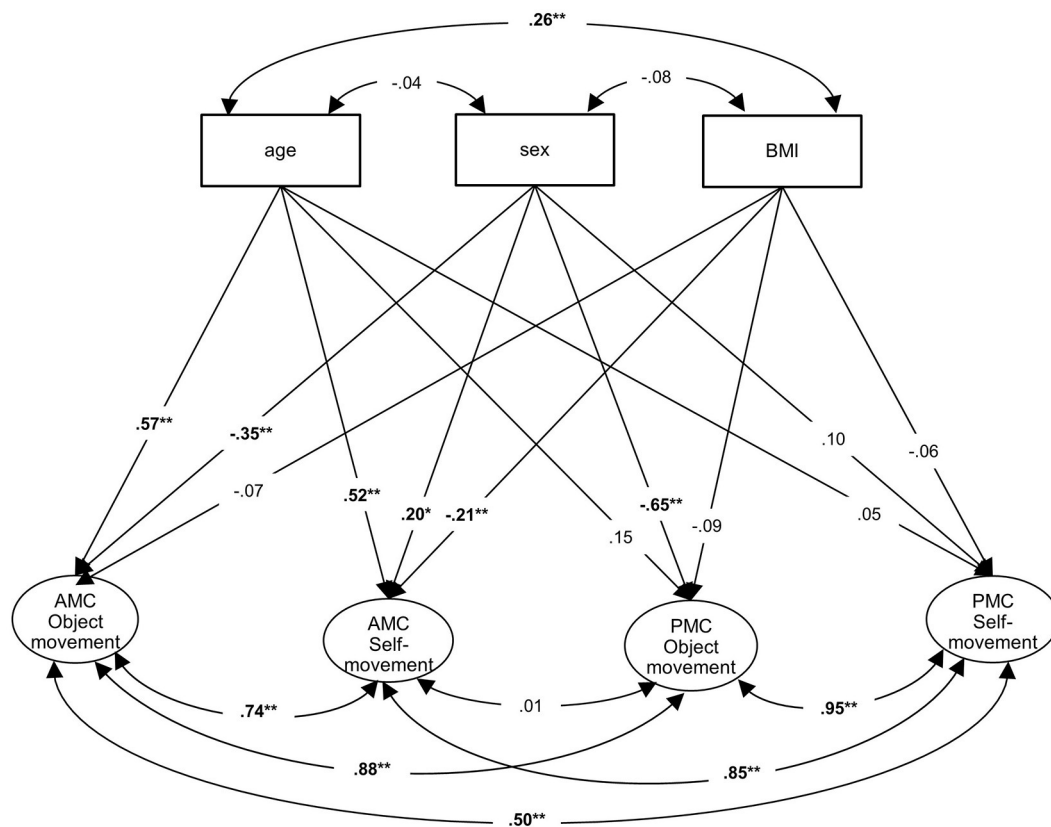 .26**
-.04
-.08
age
sex
BMI
.57**
-.35**
.10
-.06
-.07
.52**
.20*
-.21**
-.65**
.15
-.09
.05
AMC
Object
movement
AMC
Self-
movement
PMC
Object
movement
PMC
Self-
movement
.74**
.01
.95**
.88**
.85**
.50**